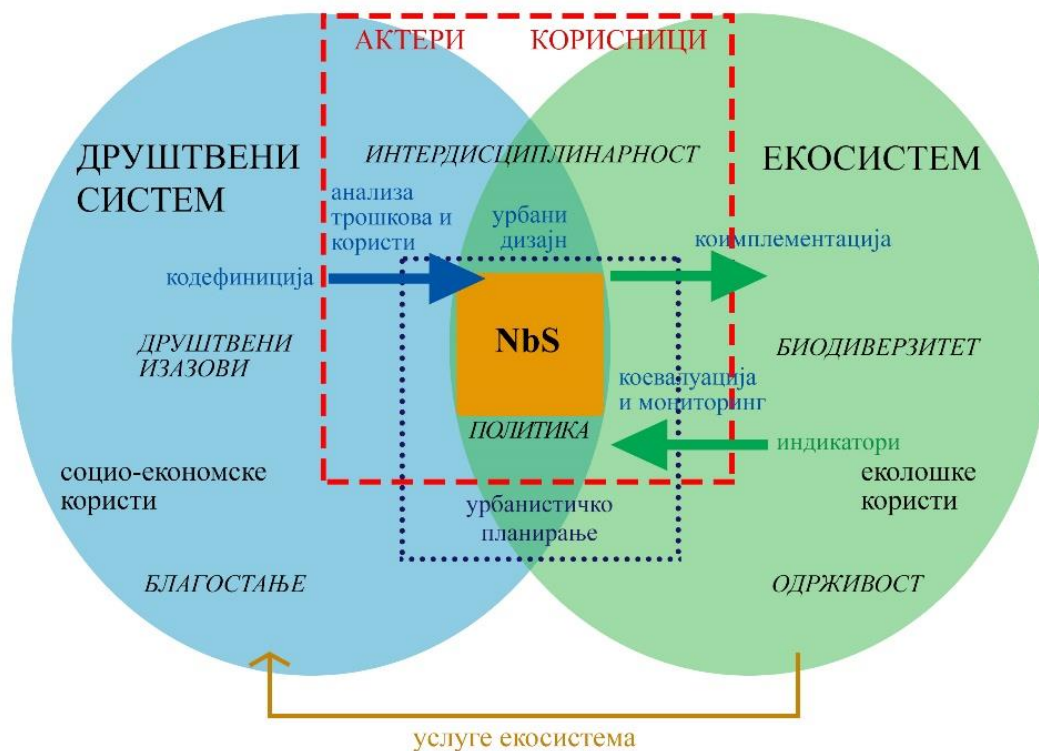 АКТЕРИ КОРИСНИЦИ
ДРУШТВЕНИ
СИСТЕМ
ИНТЕРДИСЦИПЛИНАРНОСТ
ЕКОСИСТЕМ
анализа
трошкова и
користи
урбани
дизајн
коимплементација
кодефиниција
NbS
ДРУШТВЕНИ
ИЗАЗОВИ
БИОДИВЕРЗИТЕТ
коевалуација
и мониторинг
ПОЛИТИКА
индикатори
социо-економске
користи
еколошке
користи
урбанистичко
планирање
БЛАГОСТАЊЕ
ОДРЖИВОСТ
услуге екосистема